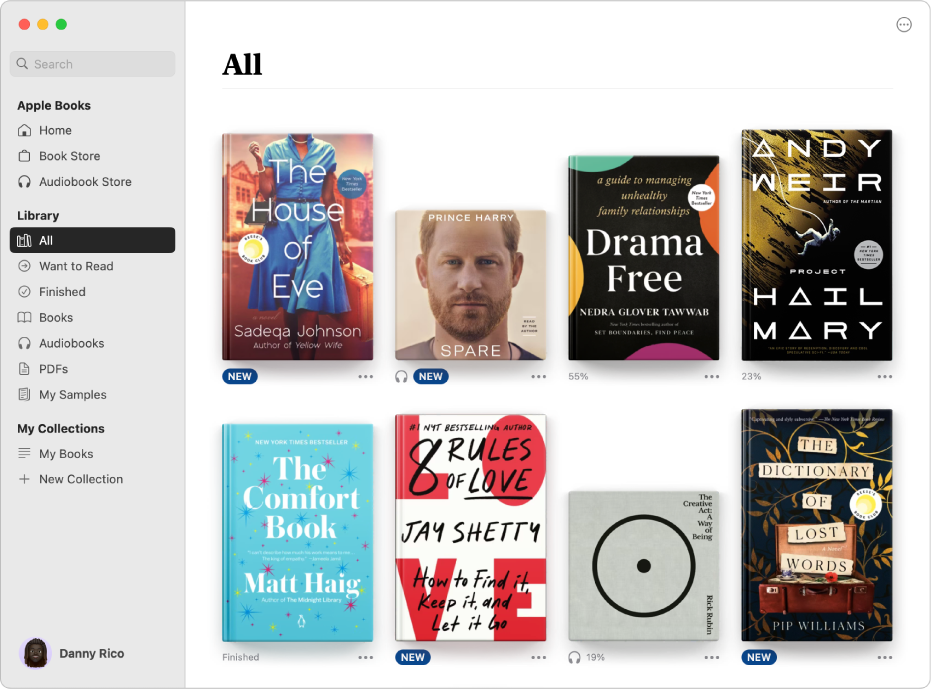 Search
Apple Books
Home
Book Store
Audiobook Store
Library
All
Want to Read
Finished
Books
Audiobooks
PDFs
My Samples
My Collections
My Books
New Collection
Danny Rico
All
The
House
of
Eve
New York
Times
Bestseller
REESE'S
BOOK CLUB
a novel
Sadeqa Johnson
Author of Yellow Wife
NEW
PRINCE HARRY
READ BY
THE AUTHOR
SPARE
NEW
a guide to managing
unhealthy
family relationships
New York
Times
Bestseller
Drama
Free
NEDRA GLOVER TAWWAB
New York Times bestselling author of
SET BOUNDARIES, FIND PEACE
55%
ANDY
WEIR
AUTHOR OF THE MARTIAN
#1
NEW YORK TIMES
BESTSELLER
PROJECT
HAIL
MARY
23%
NEW YORK TIMES BESTSELLER
The
Comfort
Book
Matt Haig
Author of The Midnight Library
Finished
#1 NYT BESTSELLING AUTHOR
8 RULES
OF LOVE
JAY SHETTY
How to Find it,
Keep it, and
Let it Go
LOVE
NEW
The
Creative
Act:
A
Way
of
Being
Rick Rubin
19%
THE
DICTIONARY
OF
LOST
WORDS
A Novel
REESE'S
BOOK CLUB
PIP WILLIAMS
NEW